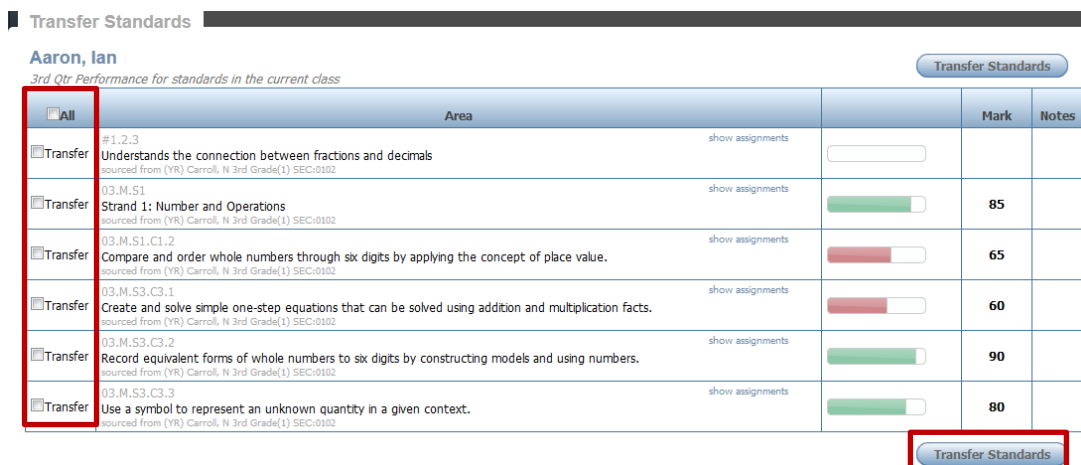 Transfer Standards
Aaron, Ian
3rd Qtr Performance for standards in the current class
Transfer Standards
All Area Mark Notes
#1.2.3 show assignments
Transfer Understands the connection between fractions and decimals
sourced from (YR) Carroll, N 3rd Grade(1) SEC:0102
03.M.S1 show assignments
Transfer Strand 1: Number and Operations 85
sourced from (YR) Carroll, N 3rd Grade(1) SEC:0102
03.M.S1.C1.2 show assignments
Transfer Compare and order whole numbers through six digits by applying the concept of place value. 65
sourced from (YR) Carroll, N 3rd Grade(1) SEC:0102
03.M.S3.C3.1 show assignments
Transfer Create and solve simple one-step equations that can be solved using addition and multiplication facts. 60
sourced from (YR) Carroll, N 3rd Grade(1) SEC:0102
03.M.S3.C3.2 show assignments
Transfer Record equivalent forms of whole numbers to six digits by constructing models and using numbers. 90
sourced from (YR) Carroll, N 3rd Grade(1) SEC:0102
03.M.S3.C3.3 show assignments
Transfer Use a symbol to represent an unknown quantity in a given context. 80
sourced from (YR) Carroll, N 3rd Grade(1) SEC:0102
Transfer Standards